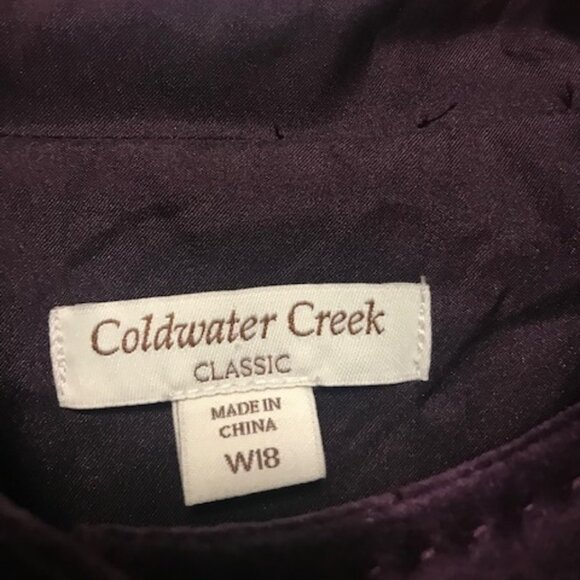 Coldwater Creek
CLASSIC
MADE IN
CHINA
W18